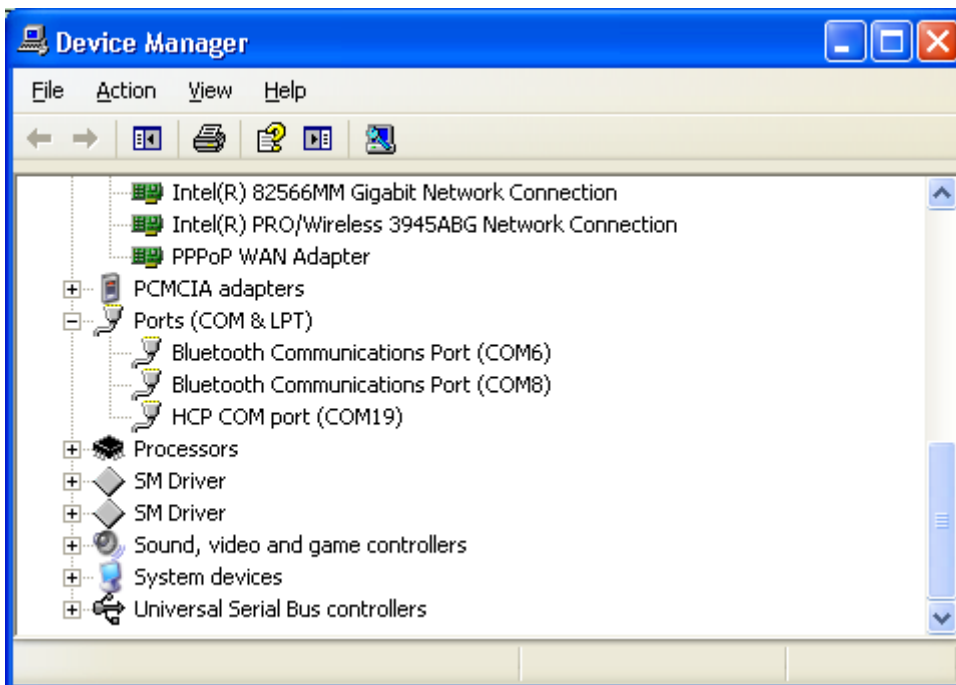 Device Manager
File Action View Help
Intel(R) 82566MM Gigabit Network Connection
Intel(R) PRO/Wireless 3945ABG Network Connection
PPPoP WAN Adapter
PCMCIA adapters
Ports (COM & LPT)
Bluetooth Communications Port (COM6)
Bluetooth Communications Port (COM8)
HCP COM port (COM19)
Processors
SM Driver
SM Driver
Sound, video and game controllers
System devices
Universal Serial Bus controllers